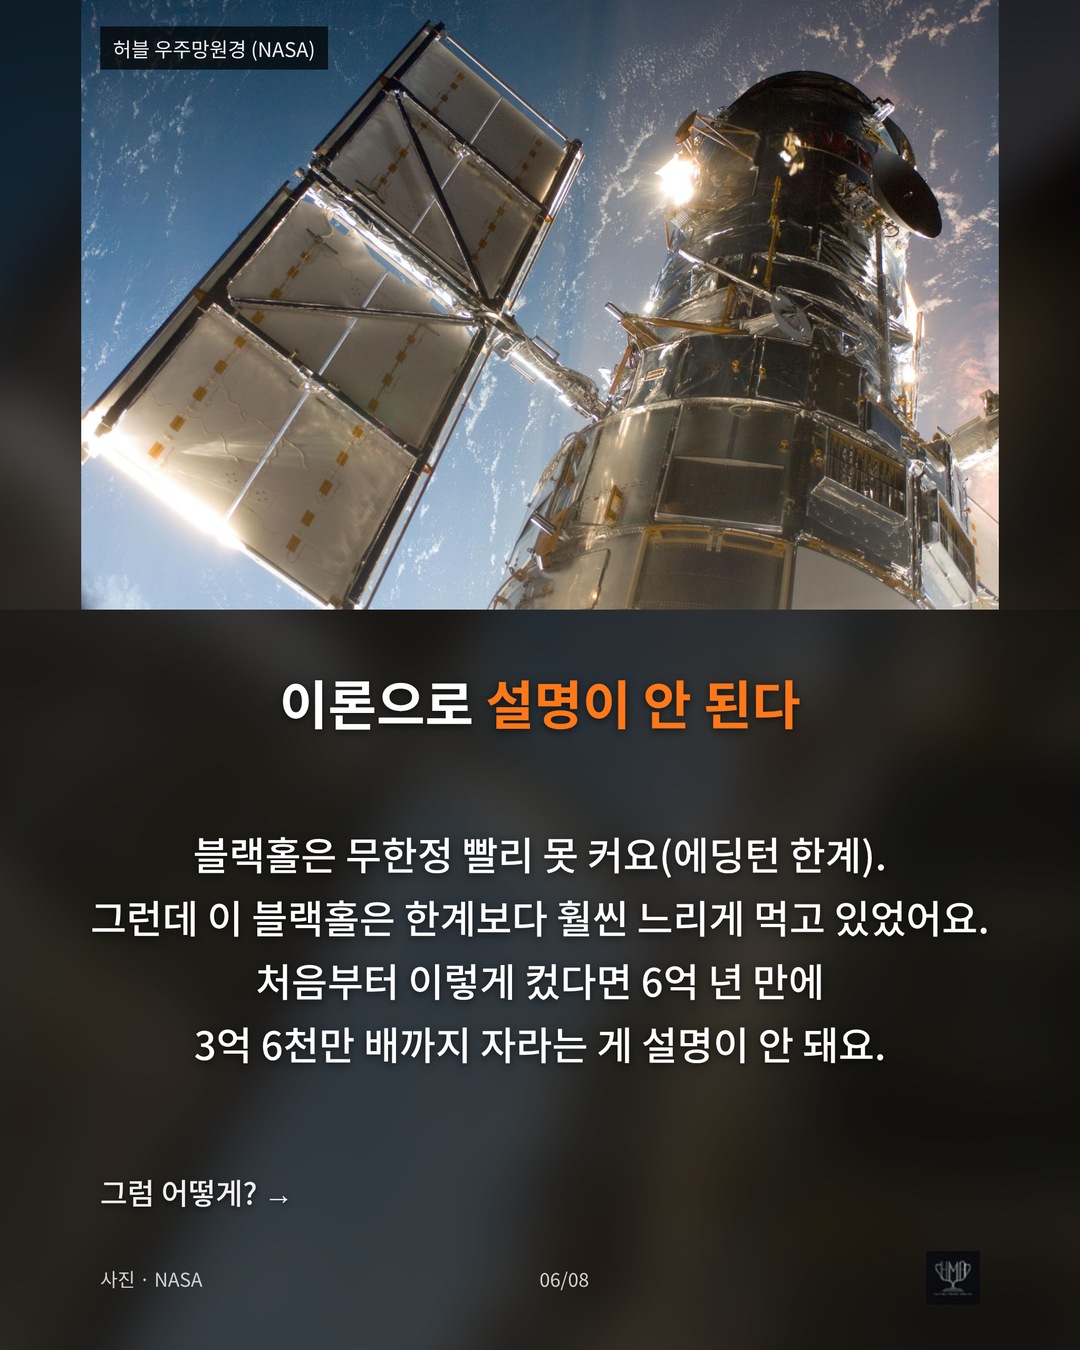 허블 우주망원경 (NASA)
이론으로 설명이 안 된다
블랙홀은 무한정 빨리 못 커요(에딩턴 한계).
그런데 이 블랙홀은 한계보다 훨씬 느리게 먹고 있었어요.
처음부터 이렇게 컸다면 6억 년 만에
3억 6천만 배까지 자라는 게 설명이 안 돼요.
그럼 어떻게? →
사진 · NASA
06/08